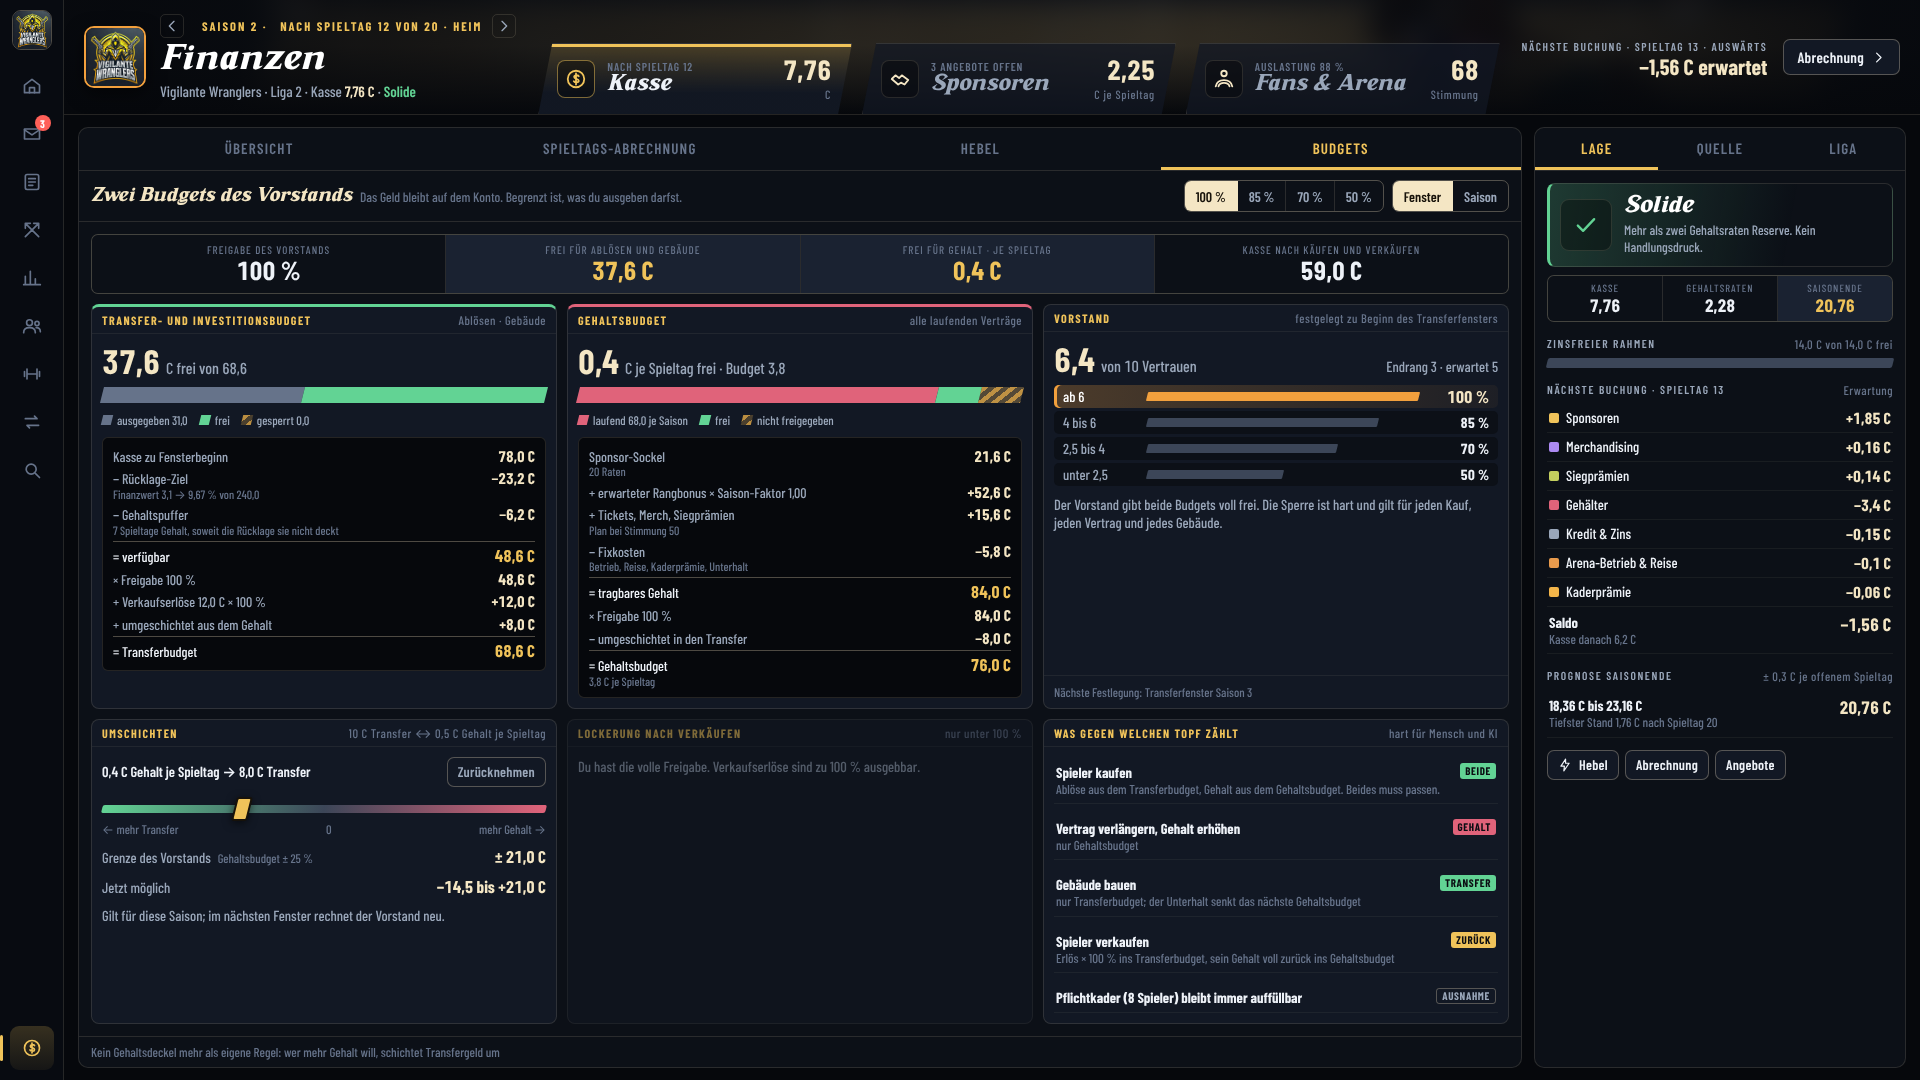 SAISON 2 · NACH SPIELTAG 12 VON 20 · HEIM
Finanzen
Vigilante Wranglers · Liga 2 · Kasse 7,76 C · Solide
VIGILANTE WRANGLERS
3
NACH SPIELTAG 12
Kasse
7,76
C
3 ANGEBOTE OFFEN
Sponsoren
2,25
C je Spieltag
AUSLASTUNG 88 %
Fans & Arena
68
Stimmung
NÄCHSTE BUCHUNG · SPIELTAG 13 · AUSWÄRTS
−1,56 C erwartet
Abrechnung
ÜBERSICHT
SPIELTAGS-ABRECHNUNG
HEBEL
BUDGETS
Zwei Budgets des Vorstands
Das Geld bleibt auf dem Konto. Begrenzt ist, was du ausgeben darfst.
100 %
85 %
70 %
50 %
Fenster
Saison
FREIGABE DES VORSTANDS
100 %
FREI FÜR ABLÖSEN UND GEBÄUDE
37,6 C
FREI FÜR GEHALT · JE SPIELTAG
0,4 C
KASSE NACH KÄUFEN UND VERKÄUFEN
59,0 C
TRANSFER- UND INVESTITIONSBUDGET
Ablösen · Gebäude
37,6 C frei von 68,6
ausgegeben 31,0
frei
gesperrt 0,0
Kasse zu Fensterbeginn 78,0 C
− Rücklage-Ziel −23,2 C
Finanzwert 3,1 → 9,67 % von 240,0
− Gehaltspuffer −6,2 C
7 Spieltage Gehalt, soweit die Rücklage sie nicht deckt
= verfügbar 48,6 C
× Freigabe 100 % 48,6 C
+ Verkaufserlöse 12,0 C × 100 % +12,0 C
+ umgeschichtet aus dem Gehalt +8,0 C
= Transferbudget 68,6 C
GEHALTSBUDGET
alle laufenden Verträge
0,4 C je Spieltag frei · Budget 3,8
laufend 68,0 je Saison
frei
nicht freigegeben
Sponsor-Sockel 21,6 C
20 Raten
+ erwarteter Rangbonus × Saison-Faktor 1,00 +52,6 C
+ Tickets, Merch, Siegprämien +15,6 C
Plan bei Stimmung 50
− Fixkosten −5,8 C
Betrieb, Reise, Kaderprämie, Unterhalt
= tragbares Gehalt 84,0 C
× Freigabe 100 % 84,0 C
− umgeschichtet in den Transfer −8,0 C
= Gehaltsbudget 76,0 C
3,8 C je Spieltag
VORSTAND
festgelegt zu Beginn des Transferfensters
6,4 von 10 Vertrauen
Endrang 3 · erwartet 5
ab 6 100 %
4 bis 6 85 %
2,5 bis 4 70 %
unter 2,5 50 %
Der Vorstand gibt beide Budgets voll frei. Die Sperre ist hart und gilt für jeden Kauf,
jeden Vertrag und jedes Gebäude.
Nächste Festlegung: Transferfenster Saison 3
UMSCHICHTEN
10 C Transfer ↔ 0,5 C Gehalt je Spieltag
0,4 C Gehalt je Spieltag → 8,0 C Transfer
Zurücknehmen
← mehr Transfer
0
mehr Gehalt →
Grenze des Vorstands Gehaltsbudget ± 25 % ± 21,0 C
Jetzt möglich −14,5 bis +21,0 C
Gilt für diese Saison; im nächsten Fenster rechnet der Vorstand neu.
LOCKERUNG NACH VERKÄUFEN
nur unter 100 %
Du hast die volle Freigabe. Verkaufserlöse sind zu 100 % ausgebbar.
WAS GEGEN WELCHEN TOPF ZÄHLT
hart für Mensch und KI
Spieler kaufen BEIDE
Ablöse aus dem Transferbudget, Gehalt aus dem Gehaltsbudget. Beides muss passen.
Vertrag verlängern, Gehalt erhöhen GEHALT
nur Gehaltsbudget
Gebäude bauen TRANSFER
nur Transferbudget; der Unterhalt senkt das nächste Gehaltsbudget
Spieler verkaufen ZURÜCK
Erlös × 100 % ins Transferbudget, sein Gehalt voll zurück ins Gehaltsbudget
Pflichtkader (8 Spieler) bleibt immer auffüllbar AUSNAHME
Kein Gehaltsdeckel mehr als eigene Regel: wer mehr Gehalt will, schichtet Transfergeld um
LAGE
QUELLE
LIGA
Solide
Mehr als zwei Gehaltsraten Reserve. Kein
Handlungsdruck.
KASSE
7,76
GEHALTSRATEN
2,28
SAISONENDE
20,76
ZINSFREIER RAHMEN
14,0 C von 14,0 C frei
NÄCHSTE BUCHUNG · SPIELTAG 13
Erwartung
Sponsoren +1,85 C
Merchandising +0,16 C
Siegprämien +0,14 C
Gehälter −3,4 C
Kredit & Zins −0,15 C
Arena-Betrieb & Reise −0,1 C
Kaderprämie −0,06 C
Saldo −1,56 C
Kasse danach 6,2 C
PROGNOSE SAISONENDE
± 0,3 C je offenem Spieltag
18,36 C bis 23,16 C 20,76 C
Tiefster Stand 1,76 C nach Spieltag 20
Hebel
Abrechnung
Angebote